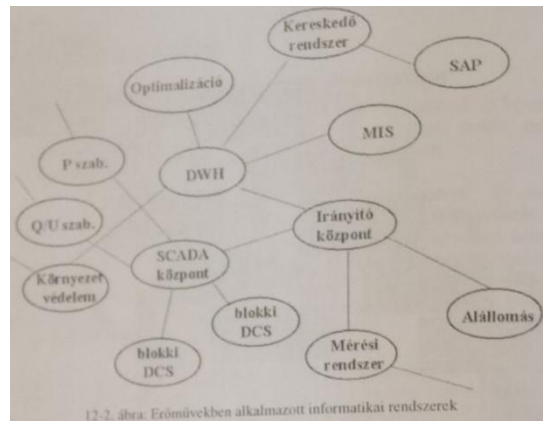 Kereskedő
rendszer
SAP
Optimalizáció
MIS
P szab.
DWH
Q/U szab.
Irányító
központ
SCADA
központ
Környezet
védelem
blokki
DCS
Alállomás
blokki
DCS
Mérési
rendszer
12-2. ábra: Erőművekben alkalmazott informatikai rendszerek